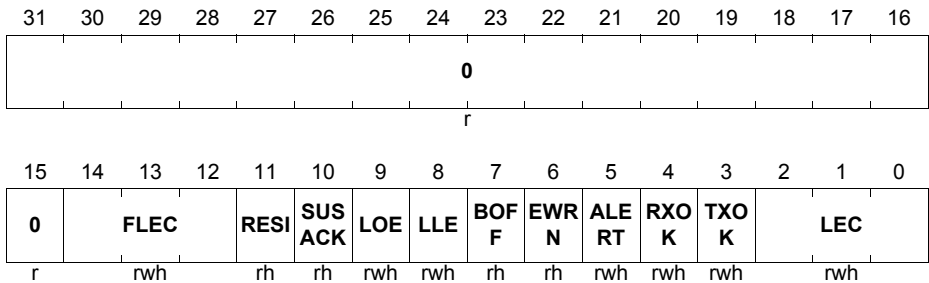 31 30 29 28 27 26 25 24 23 22 21 20 19 18 17 16
0
r
15 14 13 12 11 10 9 8 7 6 5 4 3 2 1 0
0 FLEC RESI SUS ACK LOE LLE BOF F EWR N ALE RT RXO K TXO K LEC
r rwh rh rh rwh rwh rh rh rwh rwh rwh rwh